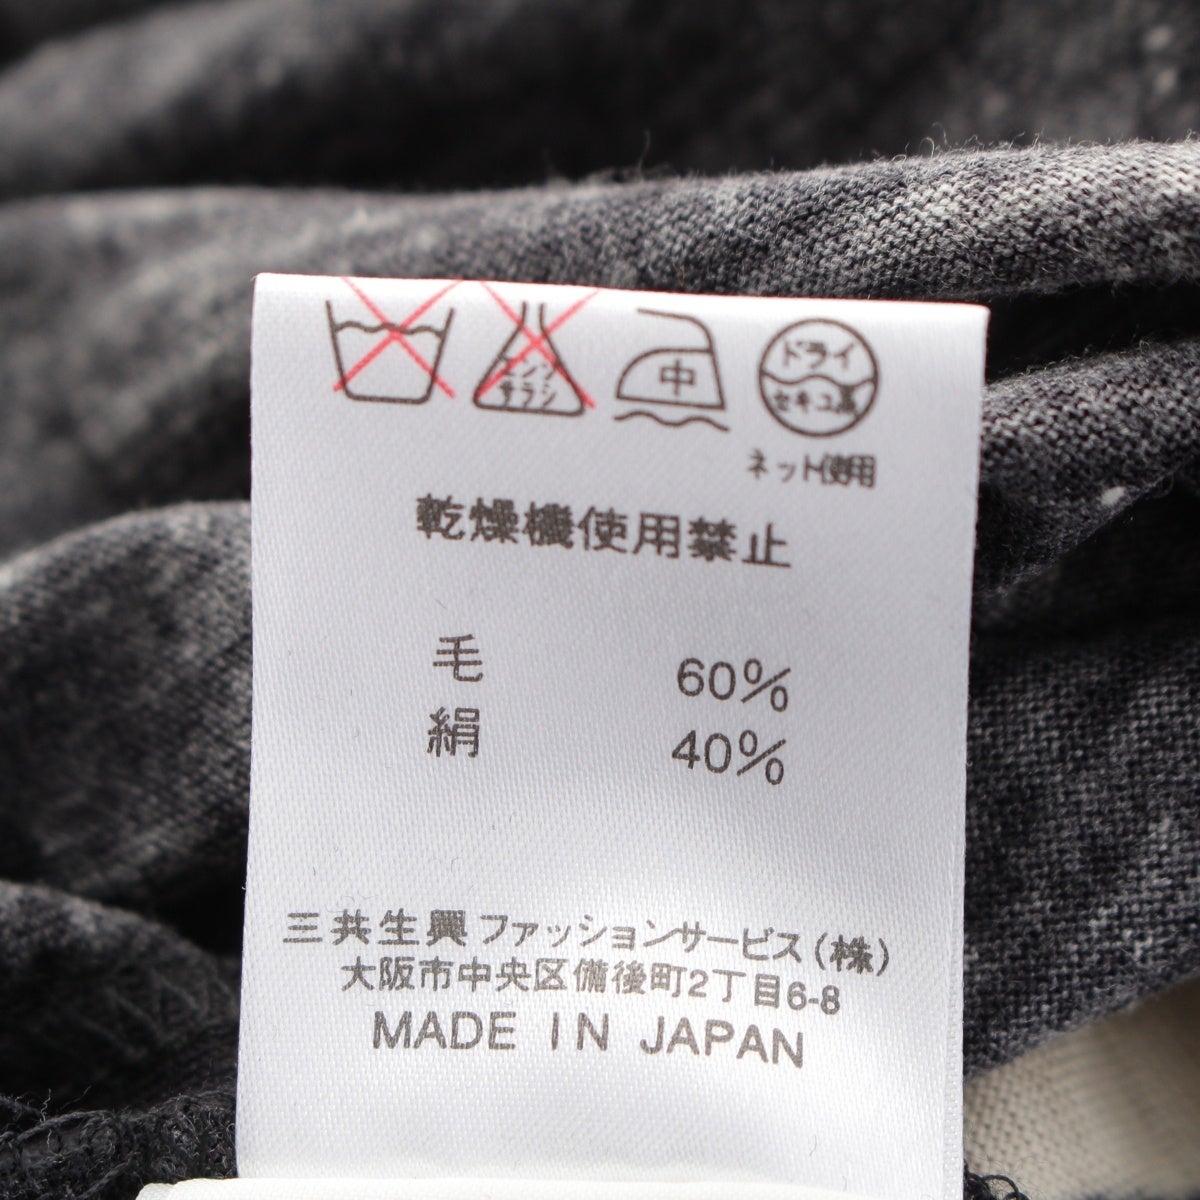 エンソ
サラシ
中
ドライ
セキユ系
ネット使用
乾燥機使用禁止
毛 60%
絹 40%
三共生興ファッションサービス(株)
大阪市中央区備後町2丁目6-8
MADE IN JAPAN